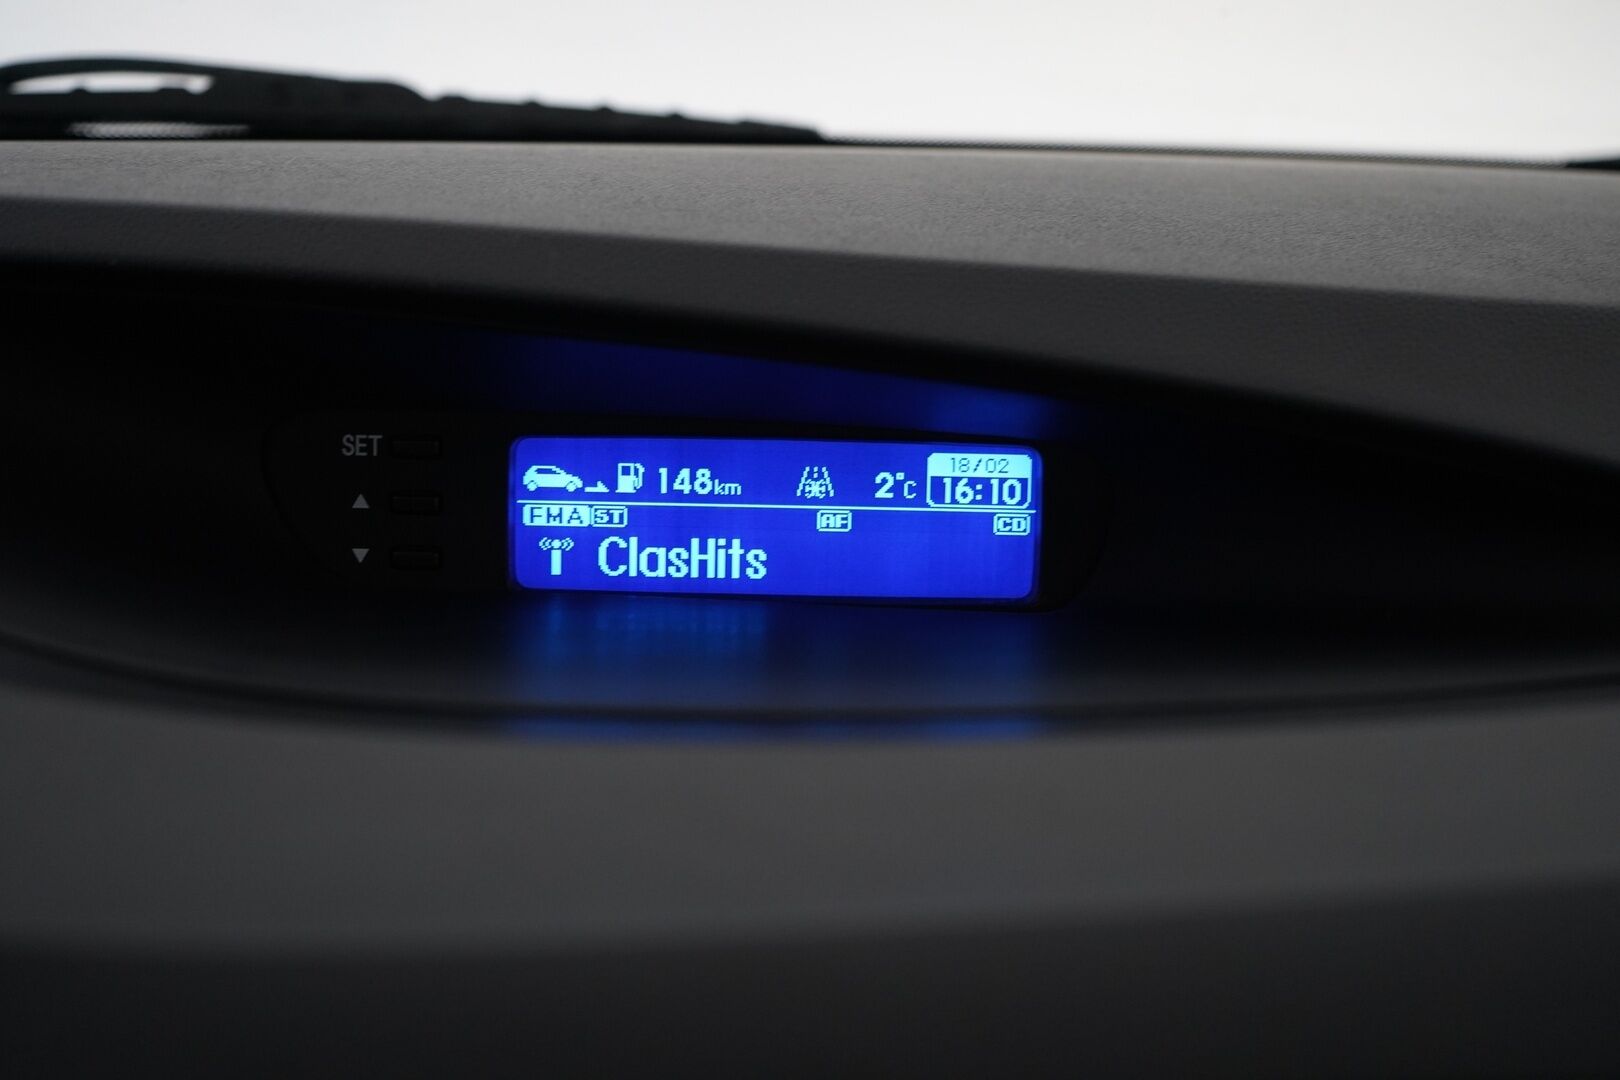 SET
148km 2°C
18/02
16:10
FMA ST AF CD
ClasHits